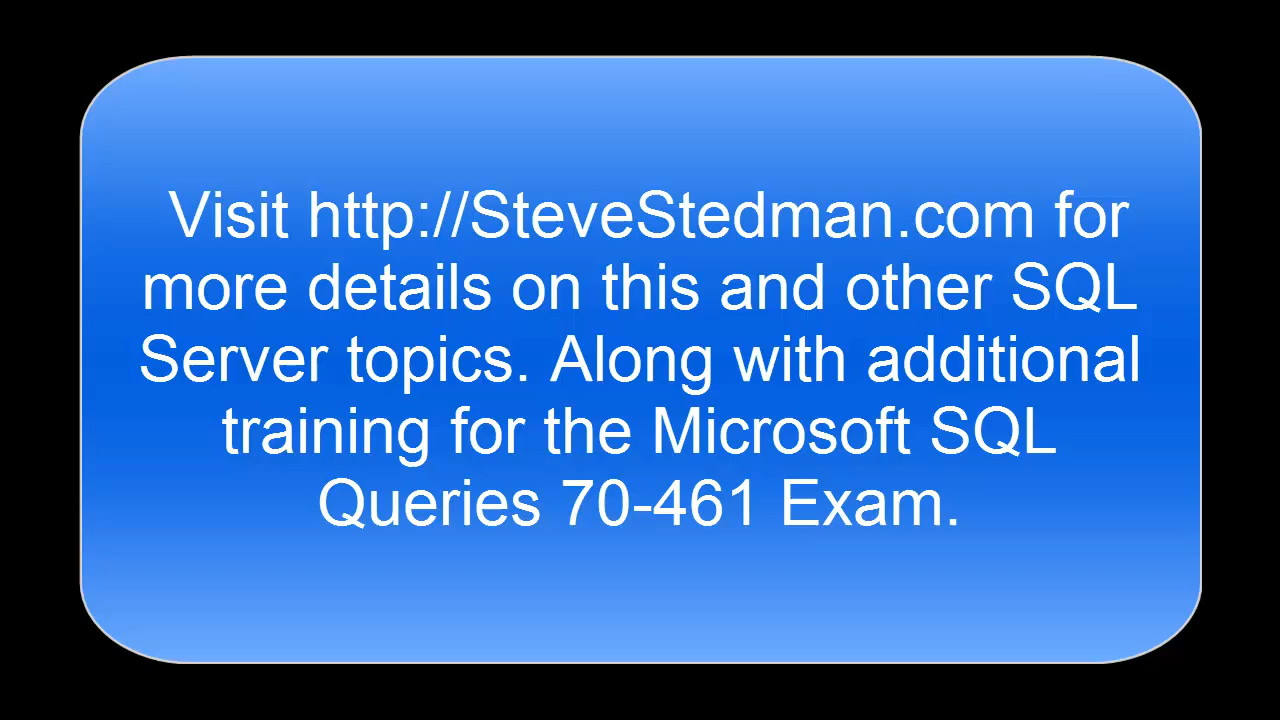 Visit http://SteveStedman.com for
more details on this and other SQL
Server topics. Along with additional
training for the Microsoft SQL
Queries 70-461 Exam.